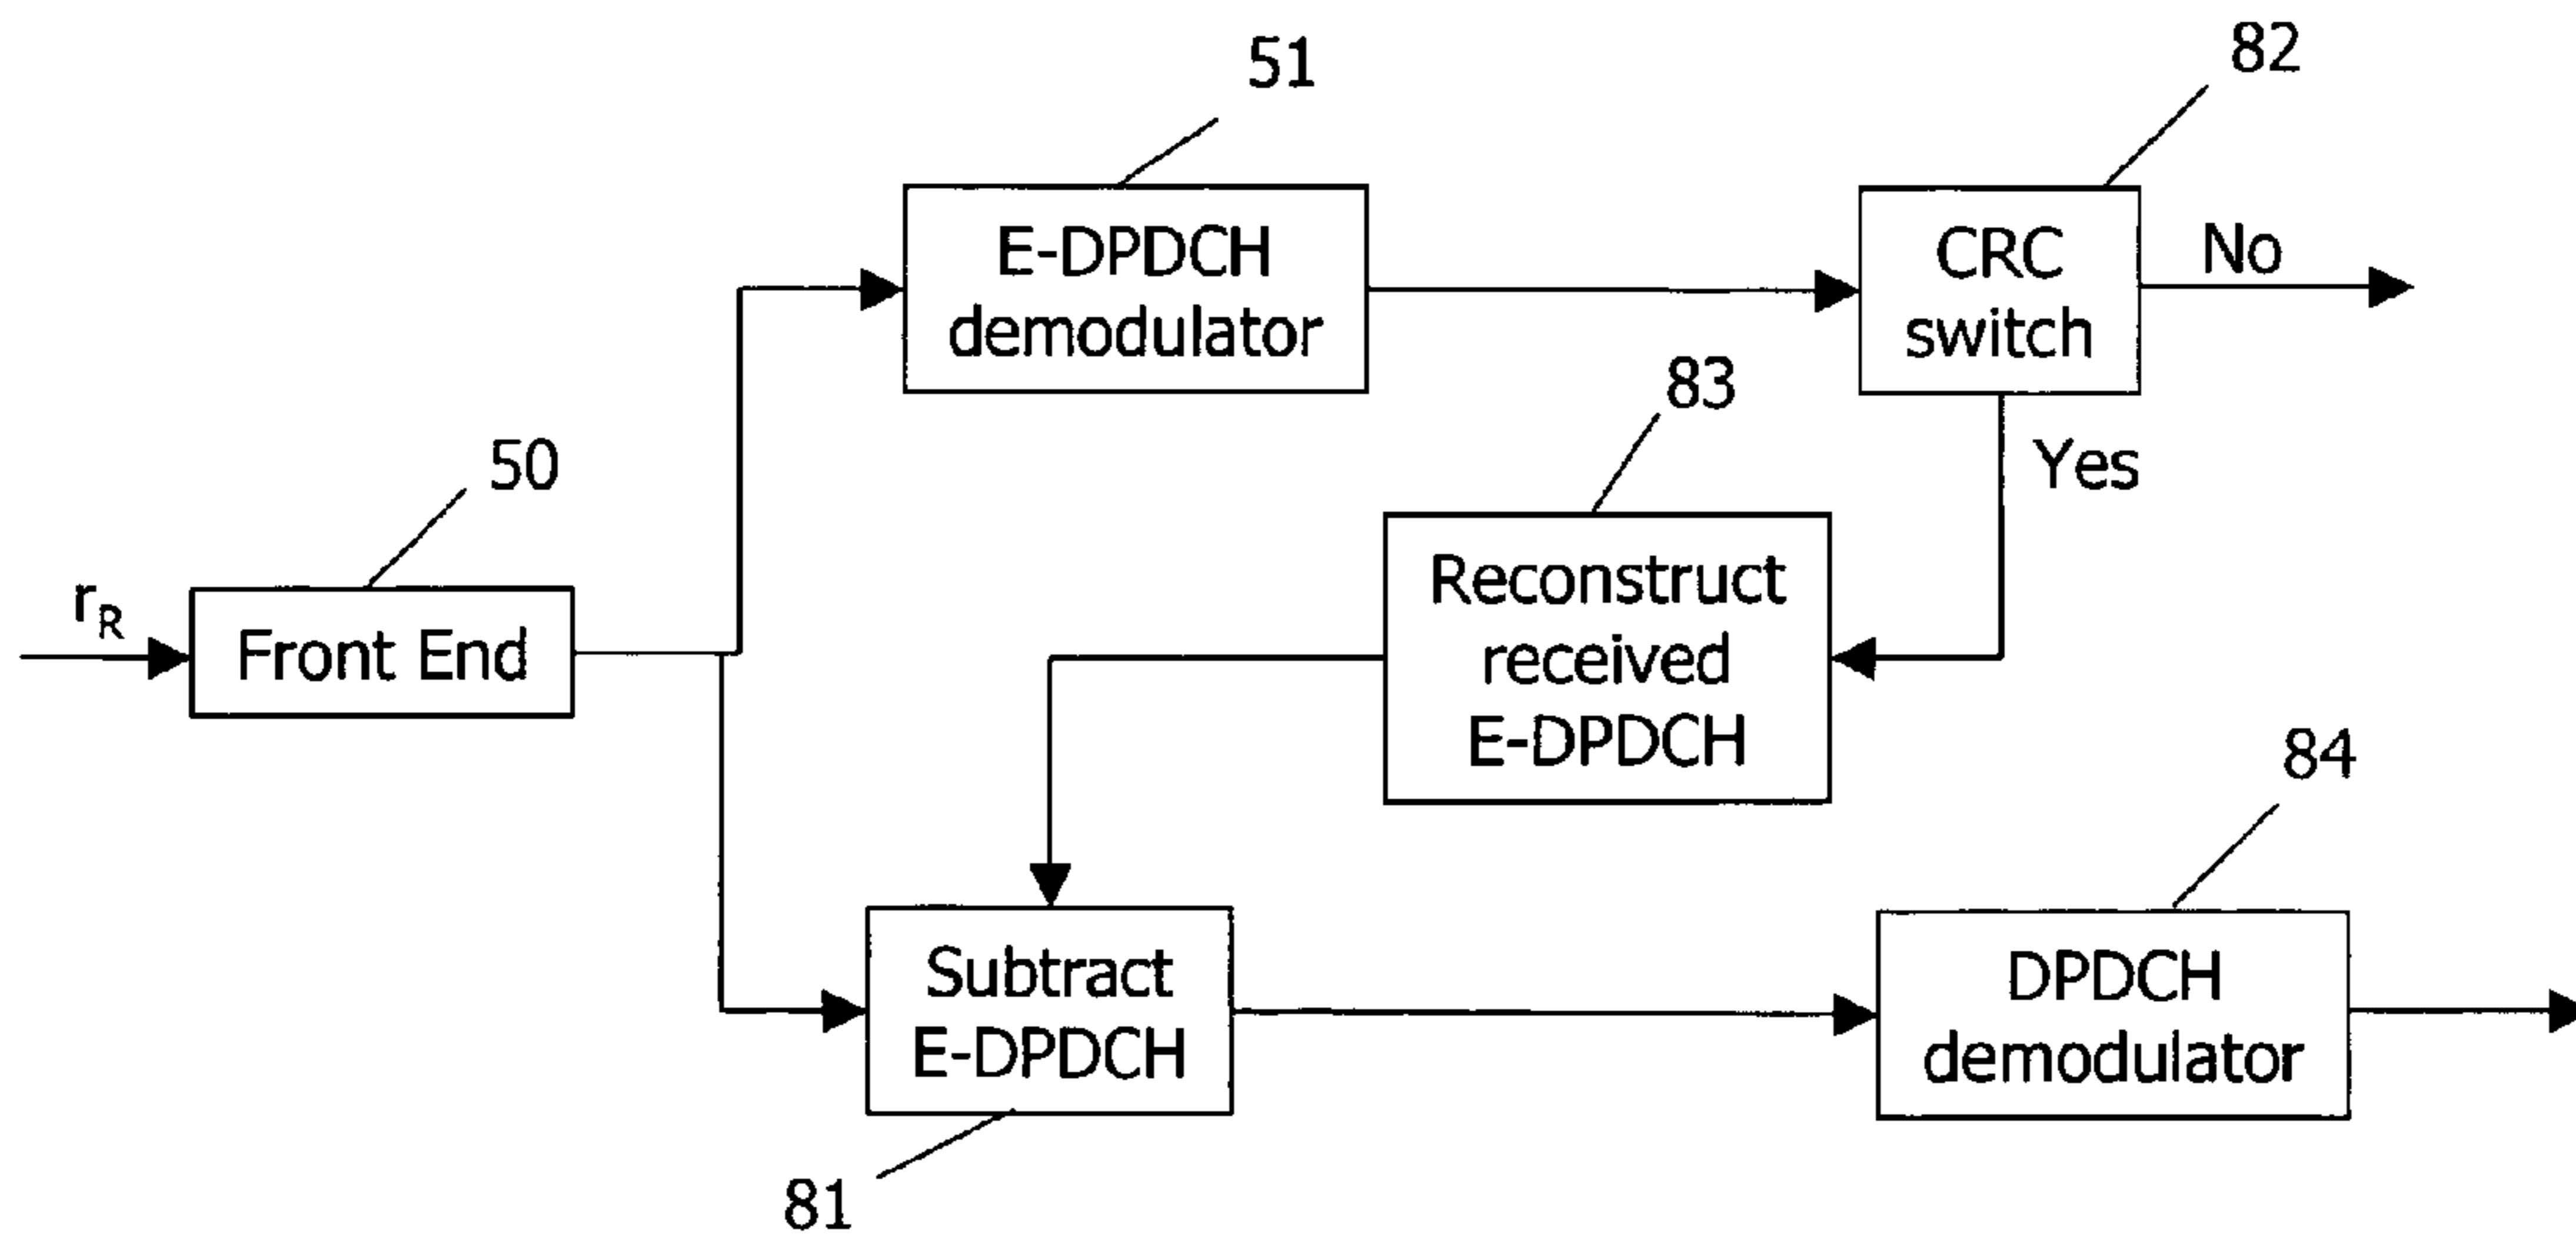 51
82
E-DPDCH
demodulator
CRC
switch
No
83
Yes
50
Reconstruct
received
E-DPDCH
r_R
Front End
84
Subtract
E-DPDCH
DPDCH
demodulator
81